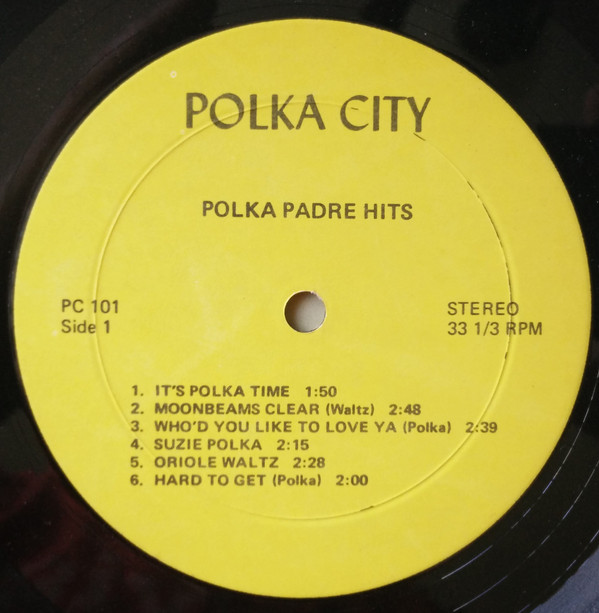 POLKA CITY
POLKA PADRE HITS
PC 101
Side 1
STEREO
33 1/3 RPM
1. IT'S POLKA TIME 1:50
2. MOONBEAMS CLEAR (Waltz) 2:48
3. WHO'D YOU LIKE TO LOVE YA (Polka) 2:39
4. SUZIE POLKA 2:15
5. ORIOLE WALTZ 2:28
6. HARD TO GET (Polka) 2:00